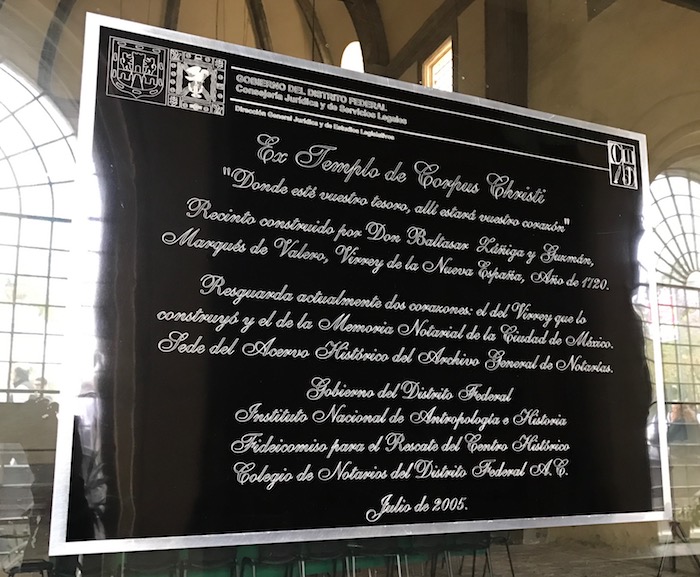 GOBIERNO DEL DISTRITO FEDERAL
Consejería Jurídica y de Servicios Legales
Dirección General Jurídica y de Estudios Legislativos
Ex Templo de Corpus Christi
"Donde esté vuestro tesoro, allí estará vuestro corazón"
Recinto construido por Don Baltasar Zúñiga y Guzmán,
Marqués de Valero, Virrey de la Nueva España, Año de 1720.
Resguarda actualmente dos corazones: el del Virrey que lo
construyó y el de la Memoria Notarial de la Ciudad de México.
Sede del Acervo Histórico del Archivo General de Notarías.
Gobierno del Distrito Federal
Instituto Nacional de Antropología e Historia
Fideicomiso para el Rescate del Centro Histórico
Colegio de Notarios del Distrito Federal A.C.
Julio de 2005.